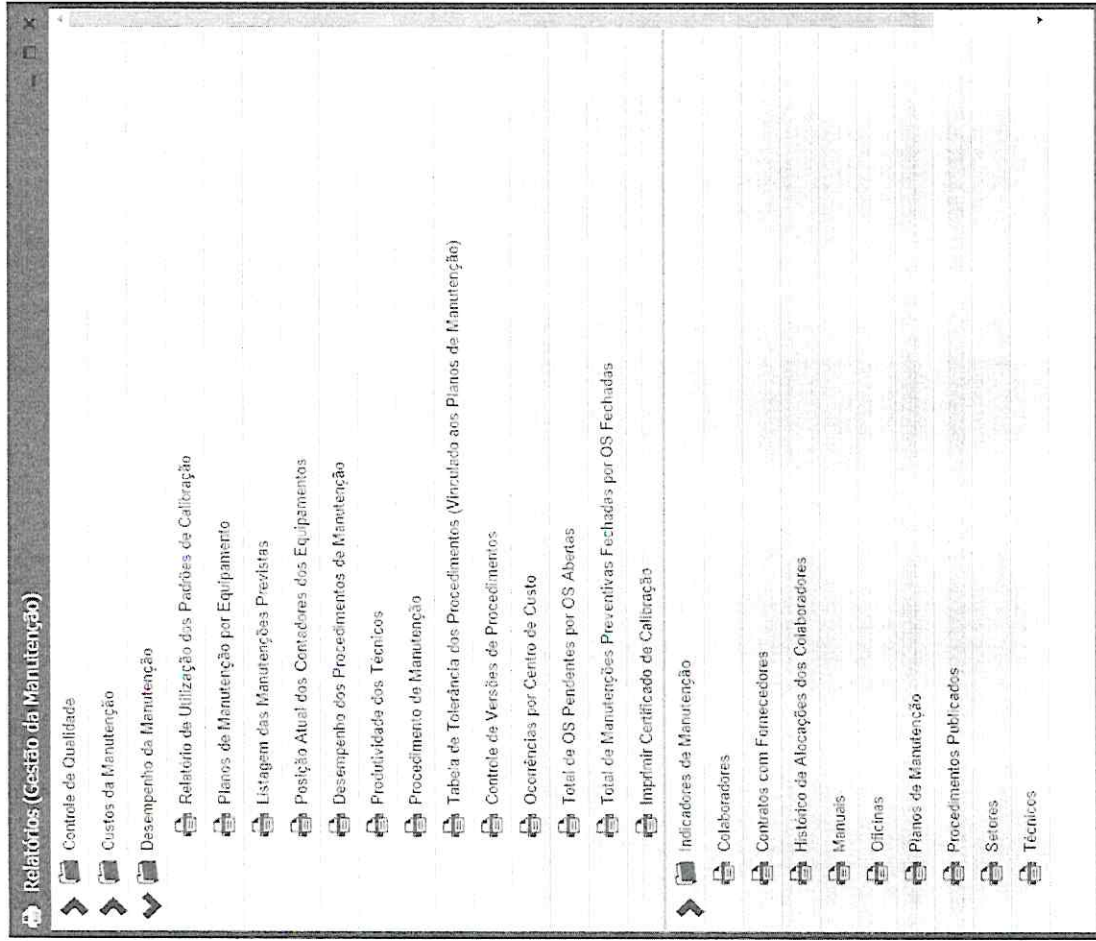 Relatórios (Gestão da Manutenção)
Controle de Qualidade
Custos da Manutenção
Desempenho da Manutenção
Relatório de Utilização dos Padrões de Calibração
Planos de Manutenção por Equipamento
Listagem das Manutenções Previstas
Posição Atual dos Contadores dos Equipamentos
Desempenho dos Procedimentos de Manutenção
Produtividade dos Técnicos
Procedimento de Manutenção
Tabela de Tolerância dos Procedimentos (Vinculado aos Planos de Manutenção)
Controle de Versões de Procedimentos
Ocorrências por Centro de Custo
Total de OS Pendentes por OS Abertas
Total de Manutenções Preventivas Fechadas por OS Fechadas
Imprimir Certificado de Calibração
Indicadores de Manutenção
Colaboradores
Contratos com Fornecedores
Histórico de Alocações dos Colaboradores
Manuais
Oficinas
Planos de Manutenção
Procedimentos Publicados
Setores
Técnicos